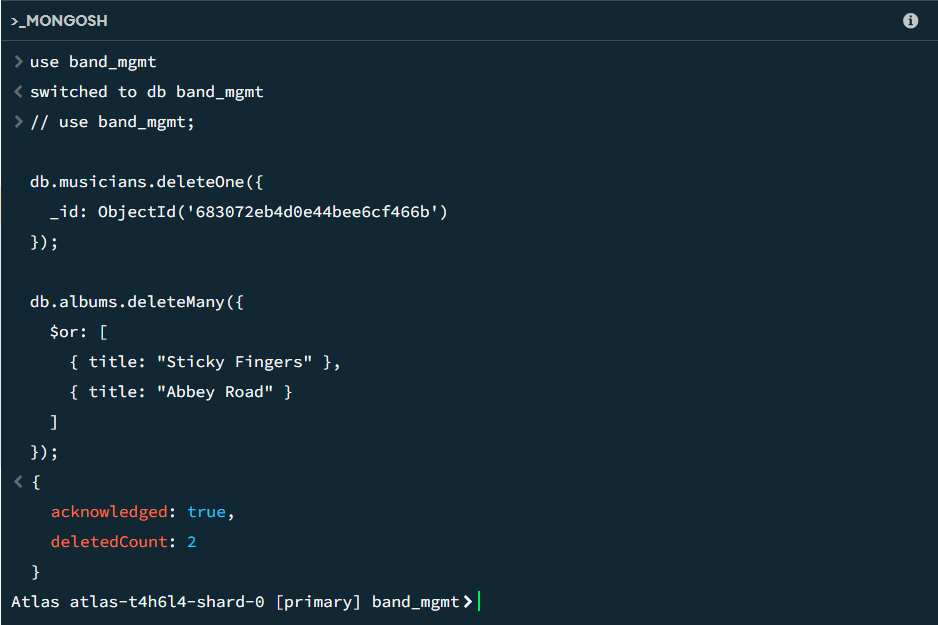 >_MONGOSH
> use band_mgmt
< switched to db band_mgmt
> // use band_mgmt;
db.musicians.deleteOne({
  _id: ObjectId('683072eb4d0e44bee6cf466b')
});
db.albums.deleteMany({
  $or: [
    { title: "Sticky Fingers" },
    { title: "Abbey Road" }
  ]
});
< {
  acknowledged: true,
  deletedCount: 2
}
Atlas atlas-t4h6l4-shard-0 [primary] band_mgmt>